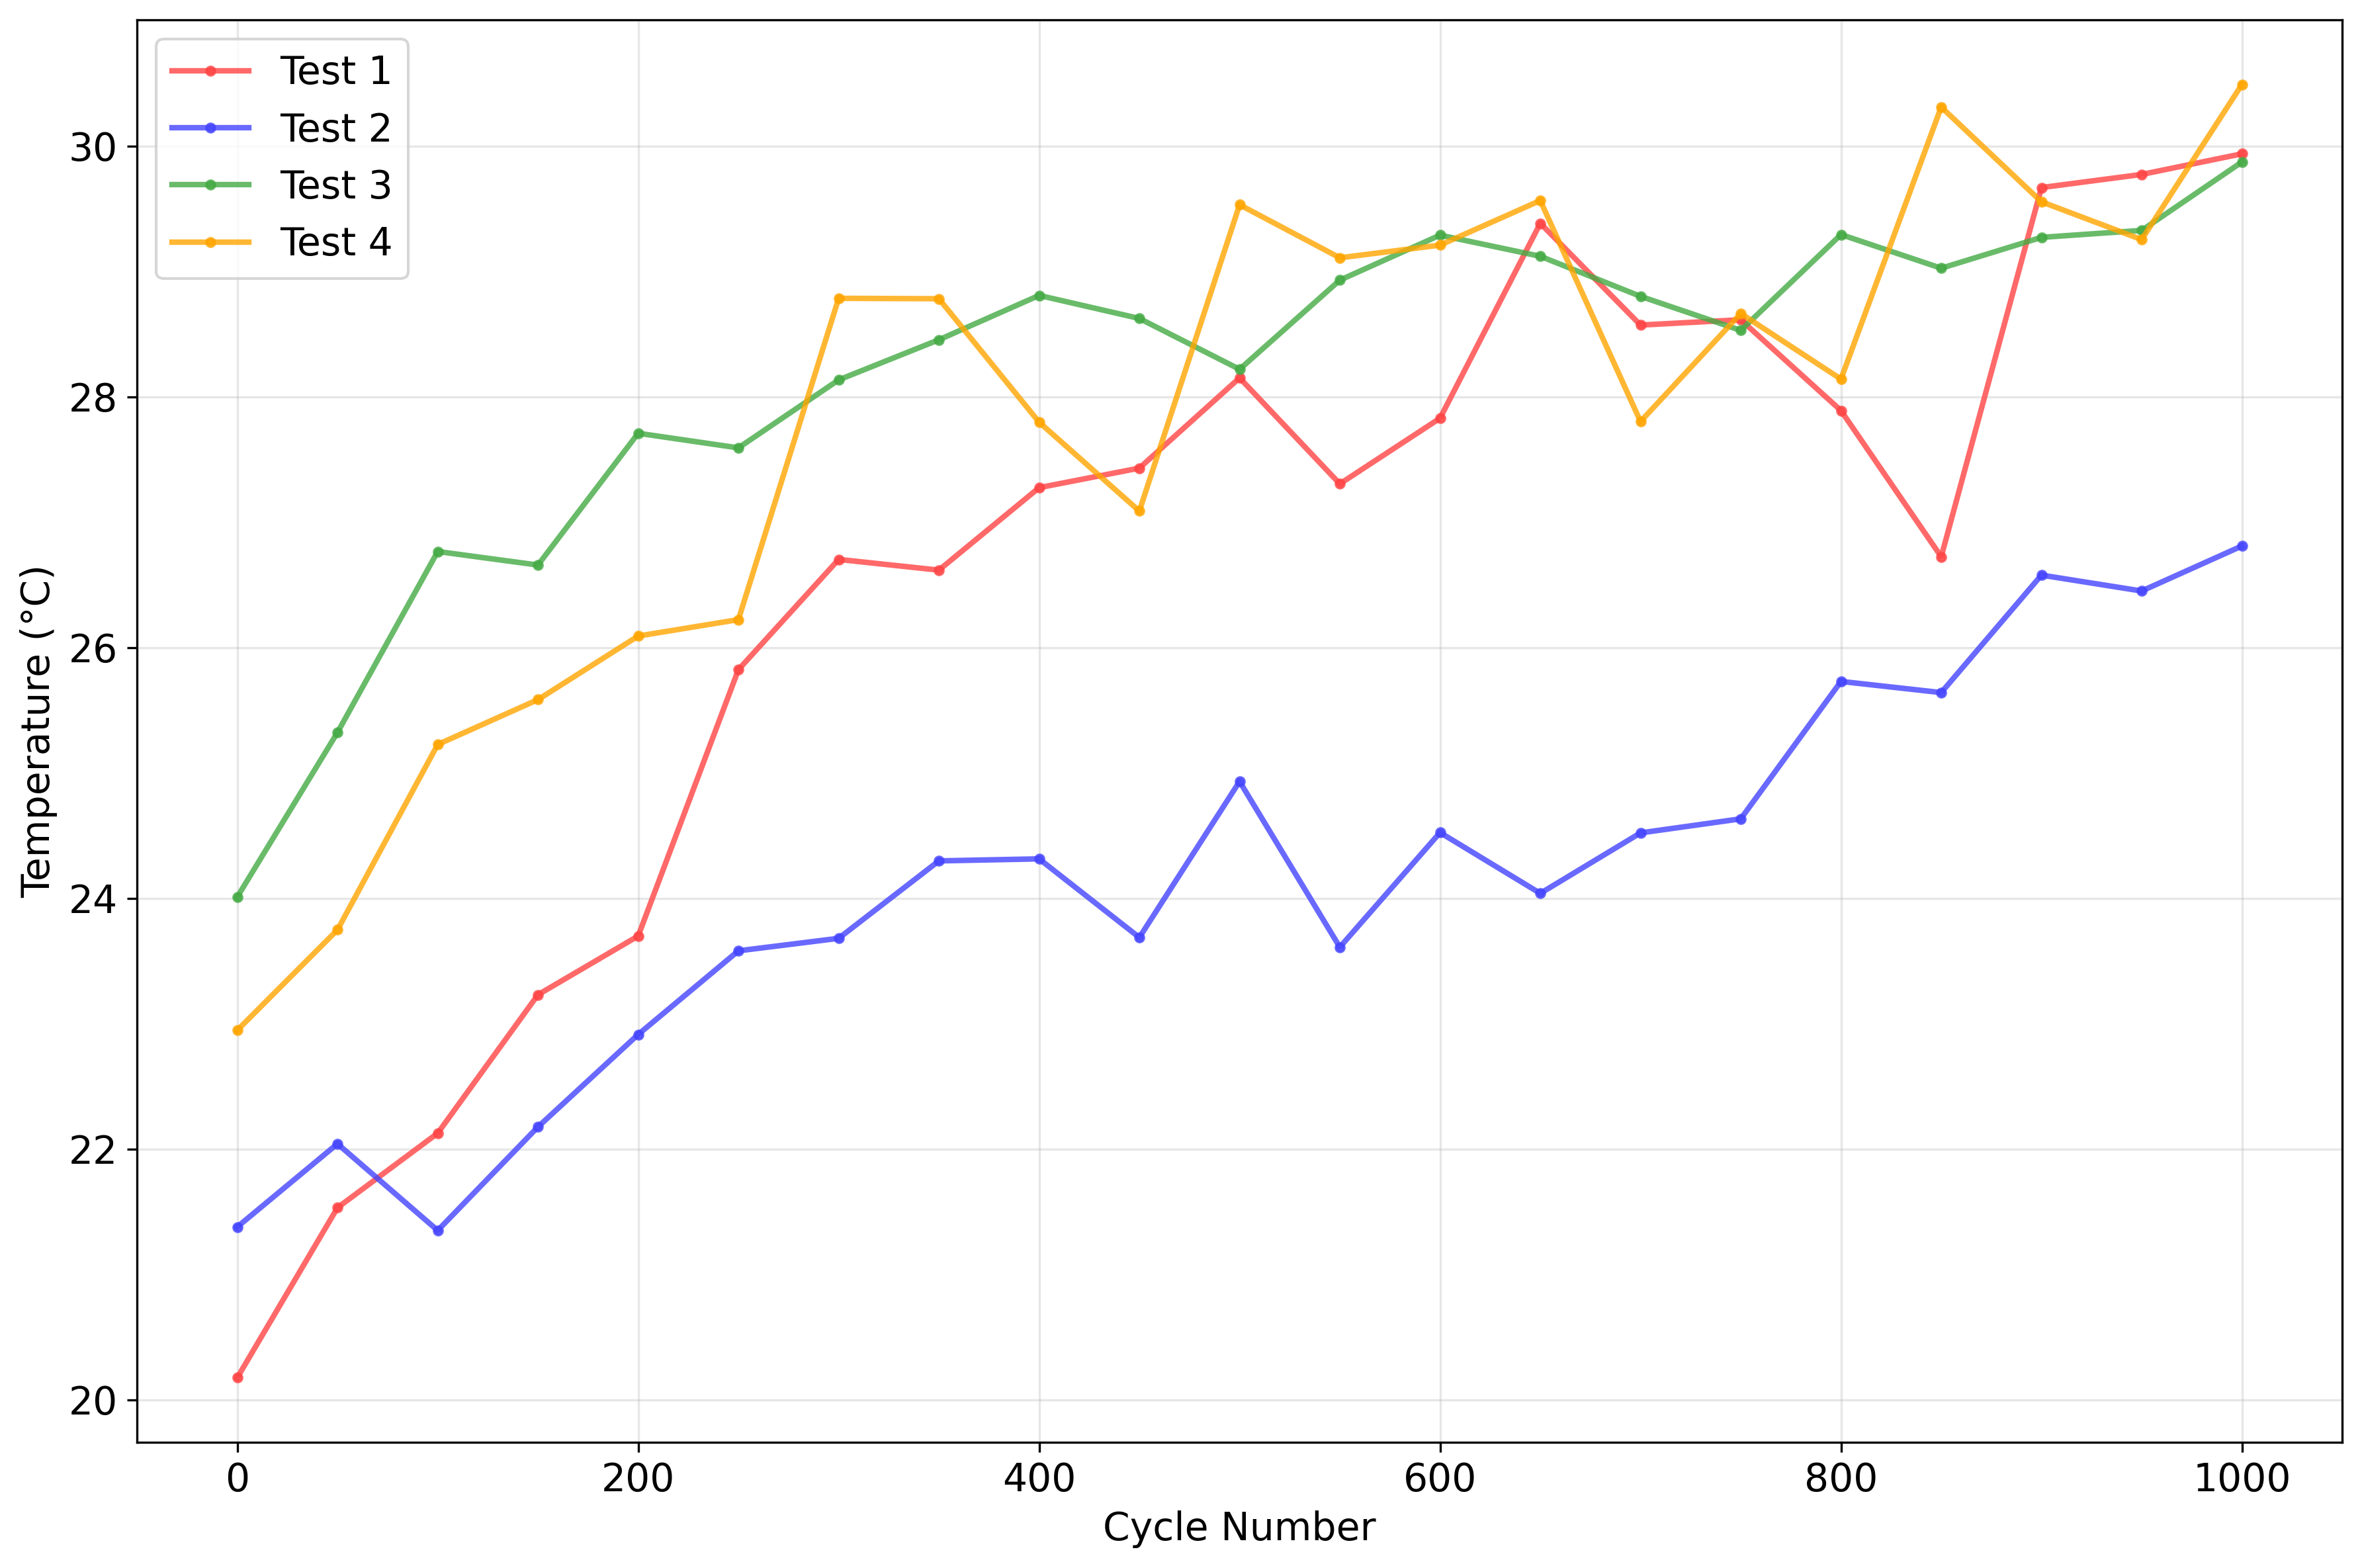 Test 1
Test 2
Test 3
Test 4
Temperature (°C)
30
28
26
24
22
20
0 200 400 600 800 1000
Cycle Number